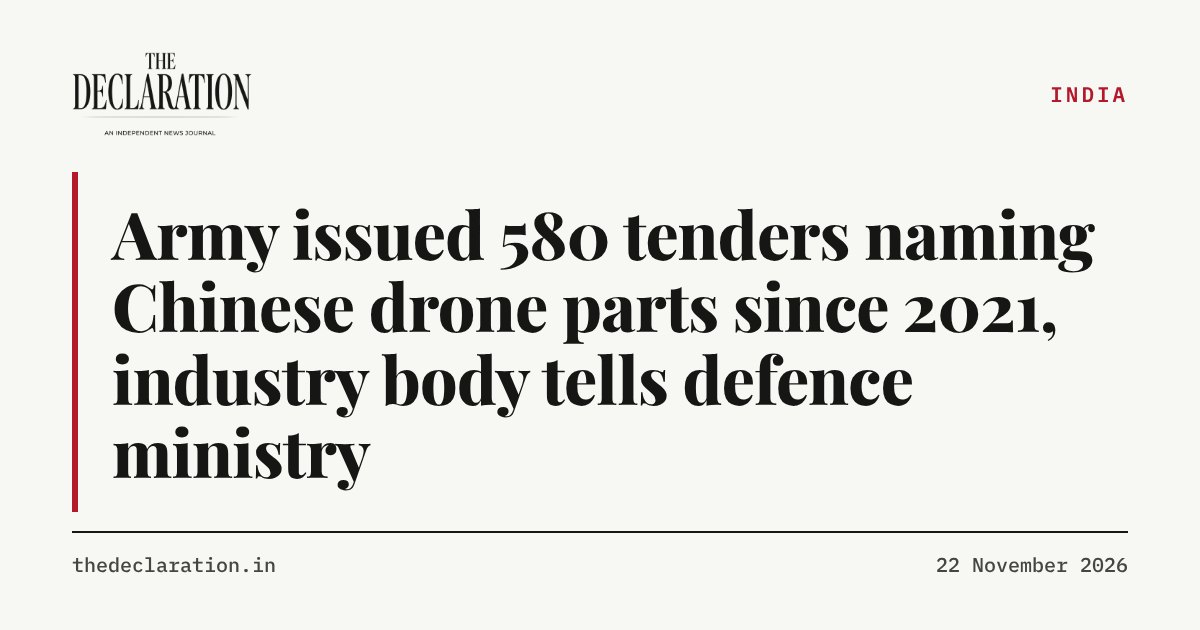 THE
DECLARATION
AN INDEPENDENT NEWS JOURNAL
INDIA
Army issued 580 tenders naming
Chinese drone parts since 2021,
industry body tells defence
ministry
thedeclaration.in
22 November 2026